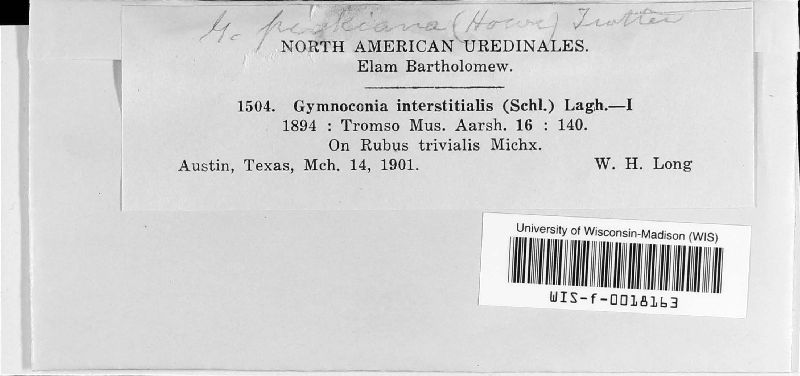 G. peckiana (Howe) Trotter
NORTH AMERICAN UREDINALES.
Elam Bartholomew.
1504. Gymnoconia interstitialis (Schl.) Lagh.—I
1894 : Tromso Mus. Aarsh. 16 : 140.
On Rubus trivialis Michx.
Austin, Texas, Mch. 14, 1901. W. H. Long
University of Wisconsin-Madison (WIS)
WIS-f-0018163